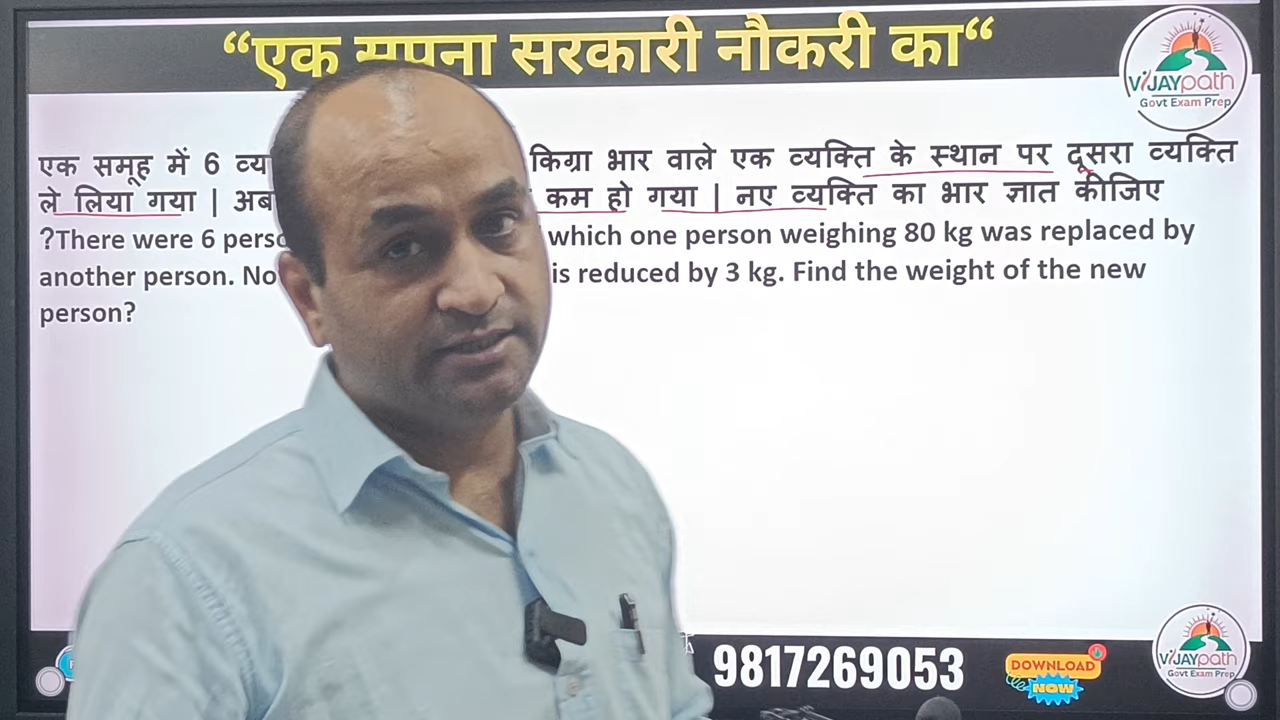 “एक सपना सरकारी नौकरी का“
VIJAYpath
Govt Exam Prep
एक समूह में 6 किग्रा भार वाले एक व्यक्ति के स्थान पर दूसरा व्यक्ति
ले लिया गया | अब कम हो गया | नए व्यक्ति का भार ज्ञात कीजिए
?There were 6 which one person weighing 80 kg was replaced by
another person. is reduced by 3 kg. Find the weight of the new
person?
9817269053
DOWNLOAD
NOW
VIJAYpath
Govt Exam Prep